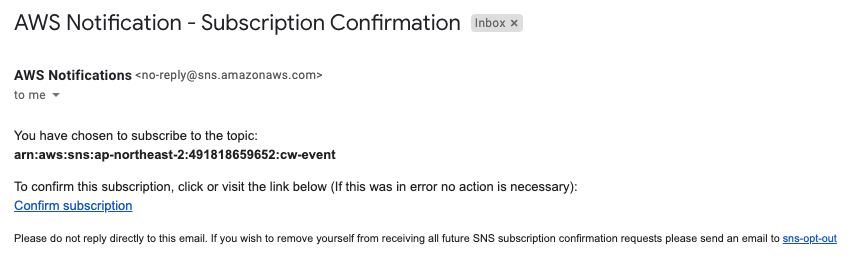 AWS Notification - Subscription Confirmation Inbox ×
AWS Notifications <no-reply@sns.amazonaws.com>
to me
You have chosen to subscribe to the topic:
arn:aws:sns:ap-northeast-2:491818659652:cw-event
To confirm this subscription, click or visit the link below (If this was in error no action is necessary):
Confirm subscription
Please do not reply directly to this email. If you wish to remove yourself from receiving all future SNS subscription confirmation requests please send an email to sns-opt-out